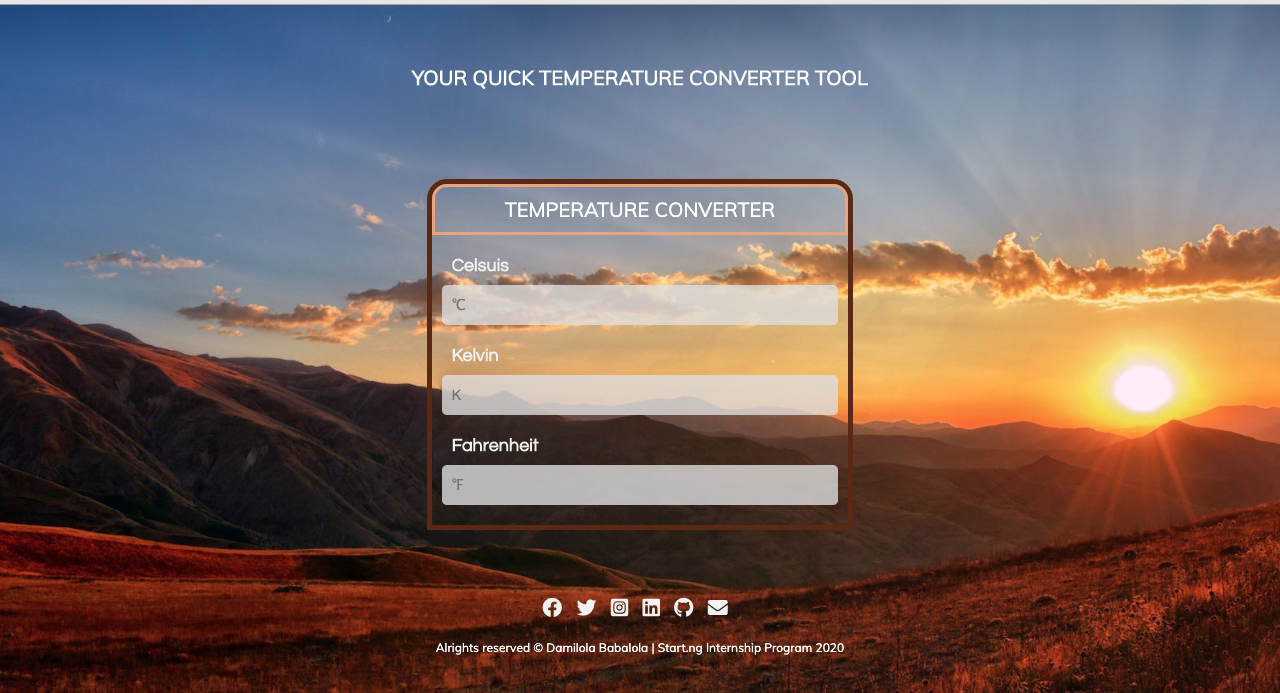 YOUR QUICK TEMPERATURE CONVERTER TOOL
TEMPERATURE CONVERTER
Celsuis
°C
Kelvin
K
Fahrenheit
°F
Alrights reserved © Damilola Babalola | Start.ng Internship Program 2020